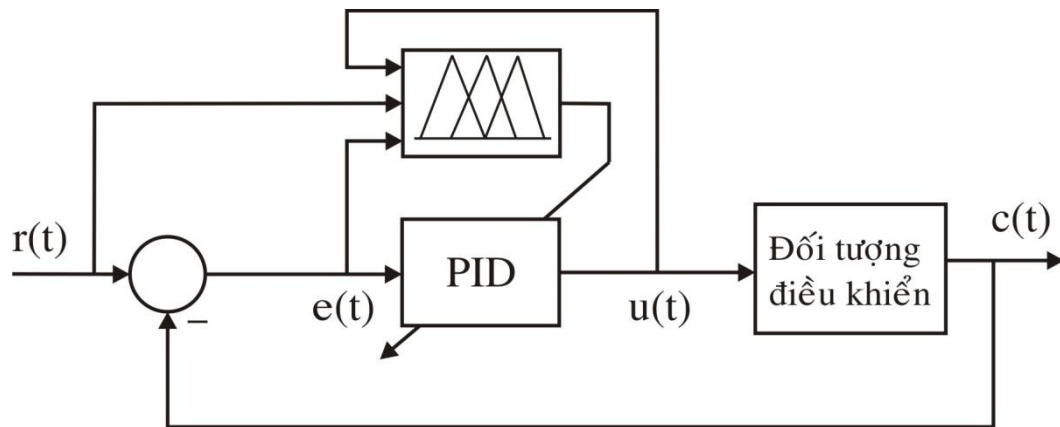 r(t)
e(t)
PID
u(t)
Đối tượng
điều khiển
c(t)